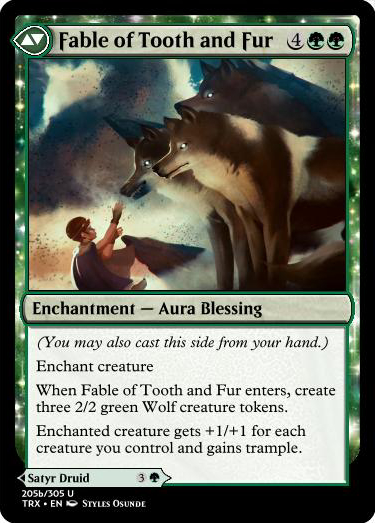 Fable of Tooth and Fur 4
Enchantment — Aura Blessing
(You may also cast this side from your hand.)
Enchant creature
When Fable of Tooth and Fur enters, create
three 2/2 green Wolf creature tokens.
Enchanted creature gets +1/+1 for each
creature you control and gains trample.
Satyr Druid 3
205b/305 U
TRX • EN Styles Osunde